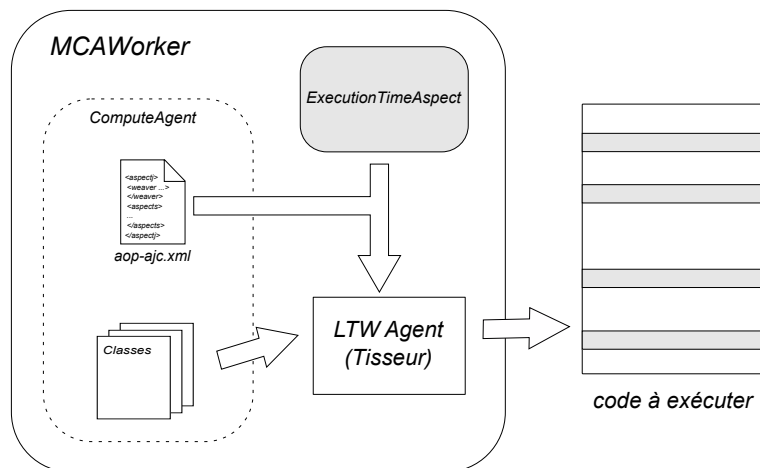 MCAWorker
ExecutionTimeAspect
ComputeAgent
<aspectj>
<weaver ...>
</weaver>
<aspects>
...
</aspects>
</aspectj>
aop-ajc.xml
LTW Agent
(Tisseur)
Classes
code à exécuter